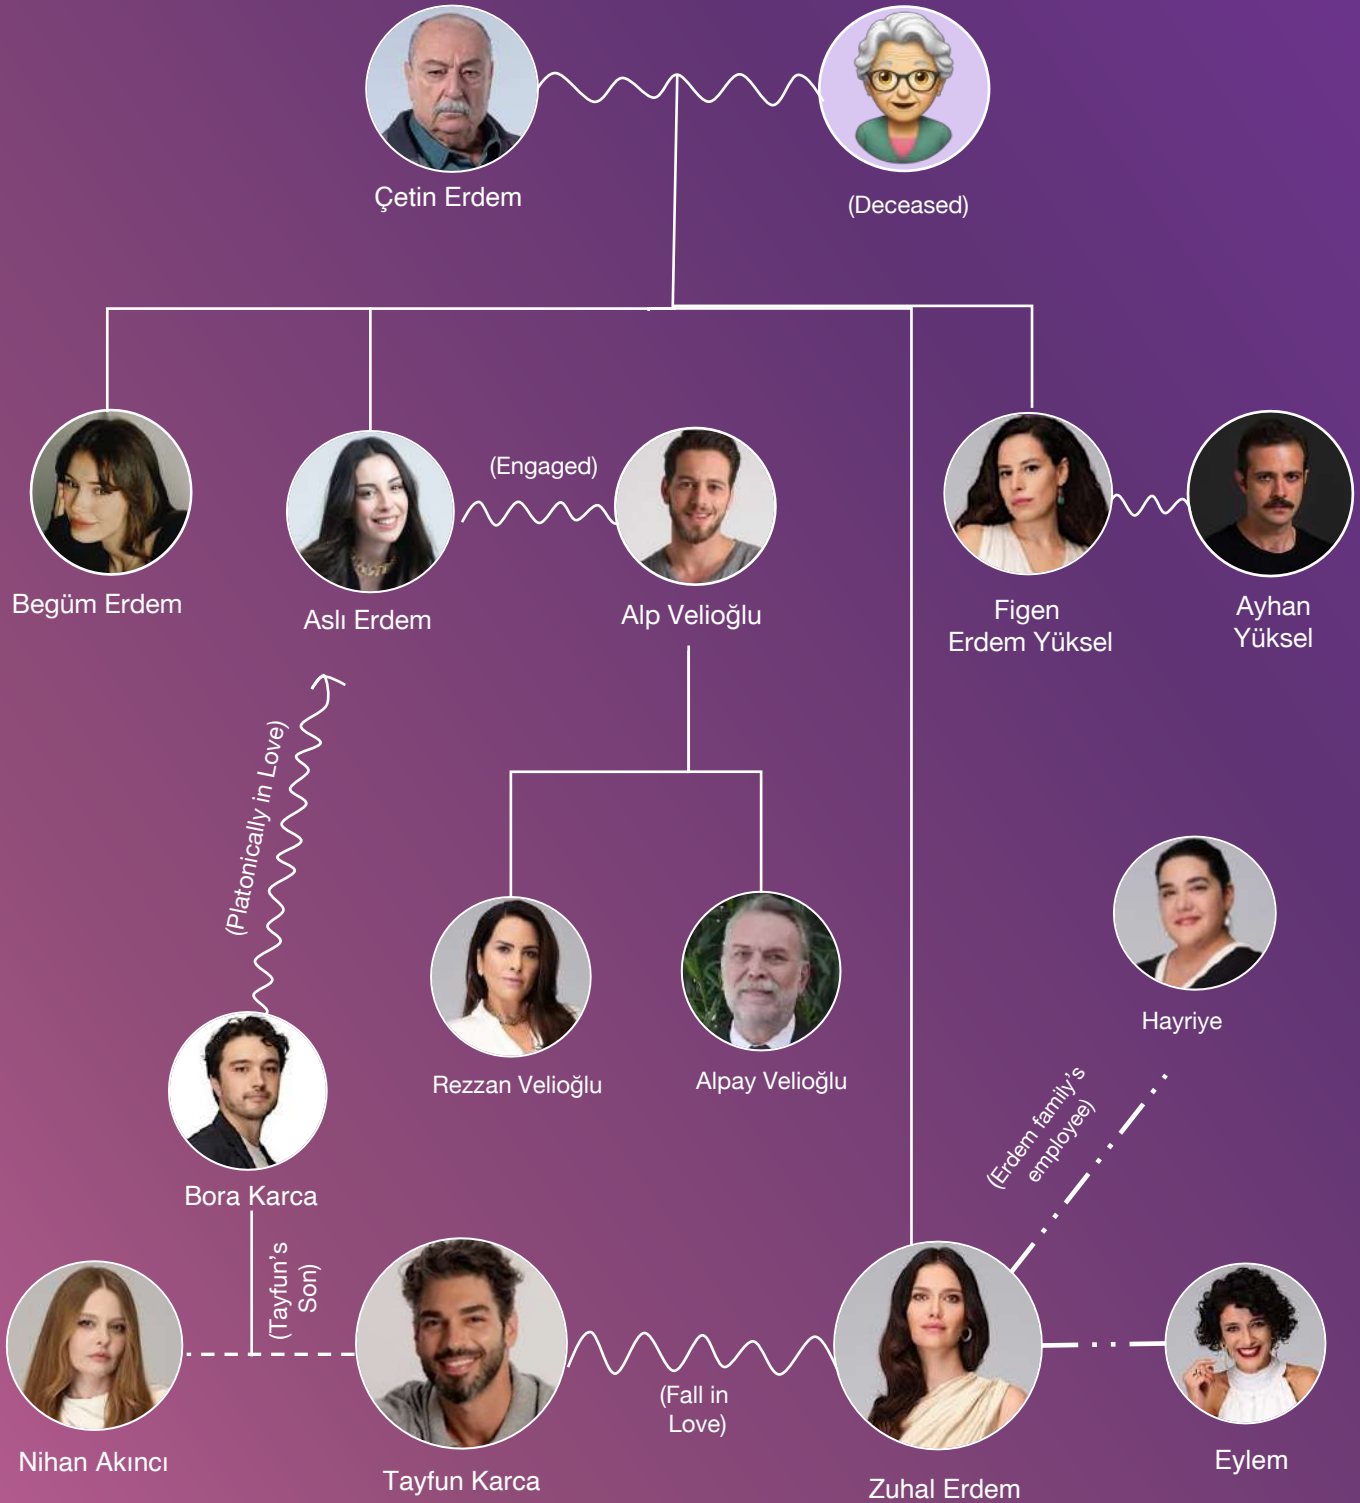 Çetin Erdem
(Deceased)
(Engaged)
Begüm Erdem
Aslı Erdem
Alp Velioğlu
Figen
Erdem Yüksel
Ayhan
Yüksel
(Platonically in Love)
Rezzan Velioğlu
Alpay Velioğlu
Hayriye
(Erdem family's
employee)
Bora Karca
(Tayfun's
Son)
(Fall in
Love)
Nihan Akıncı
Tayfun Karca
Zuhal Erdem
Eylem